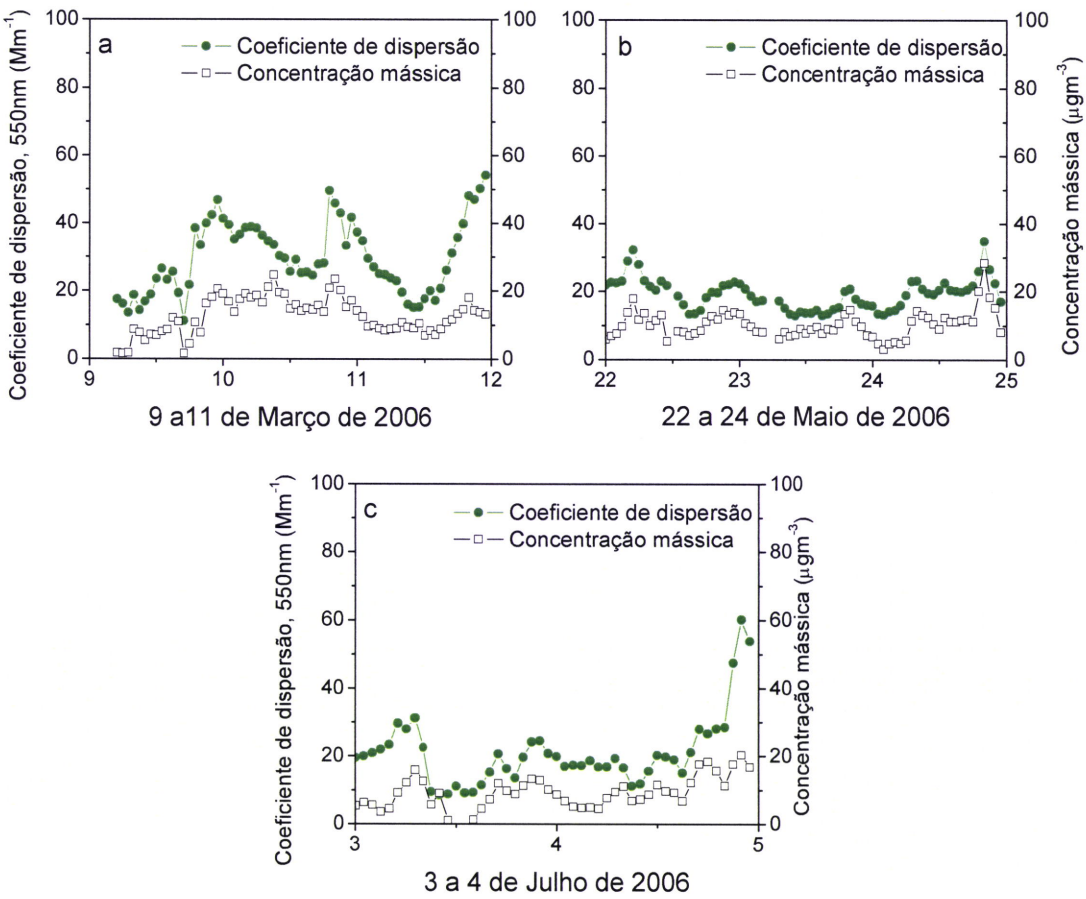 a
Coeficiente de dispersão
Concentração mássica
Coeficiente de dispersão, 550nm (Mm⁻¹)
100
80
60
40
20
0
100
80
60
40
20
0
9
10
11
12
9 a11 de Março de 2006
b
Coeficiente de dispersão
Concentração mássica
100
80
60
40
20
0
100
80
60
40
20
0
Concentração mássica (μgm⁻³)
22
23
24
25
22 a 24 de Maio de 2006
c
Coeficiente de dispersão
Concentração mássica
Coeficiente de dispersão, 550nm (Mm⁻¹)
100
80
60
40
20
0
100
80
60
40
20
0
Concentração mássica (μgm⁻³)
3
4
5
3 a 4 de Julho de 2006